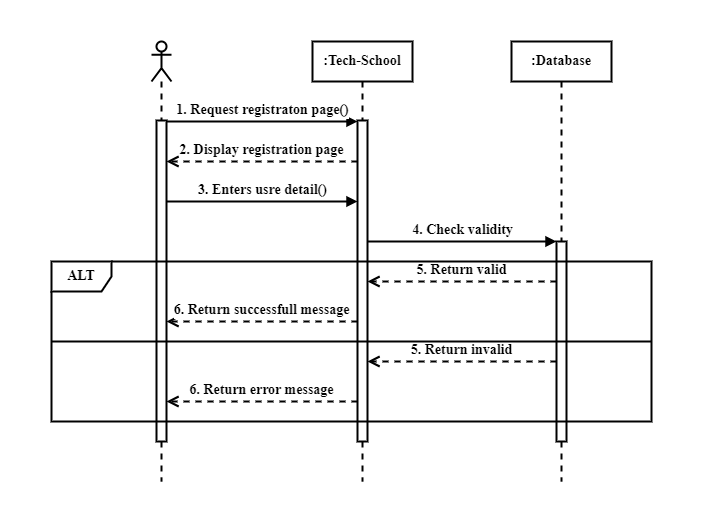 :Tech-School
:Database
1. Request registraton page()
2. Display registration page
3. Enters usre detail()
4. Check validity
ALT
5. Return valid
6. Return successfull message
5. Return invalid
6. Return error message